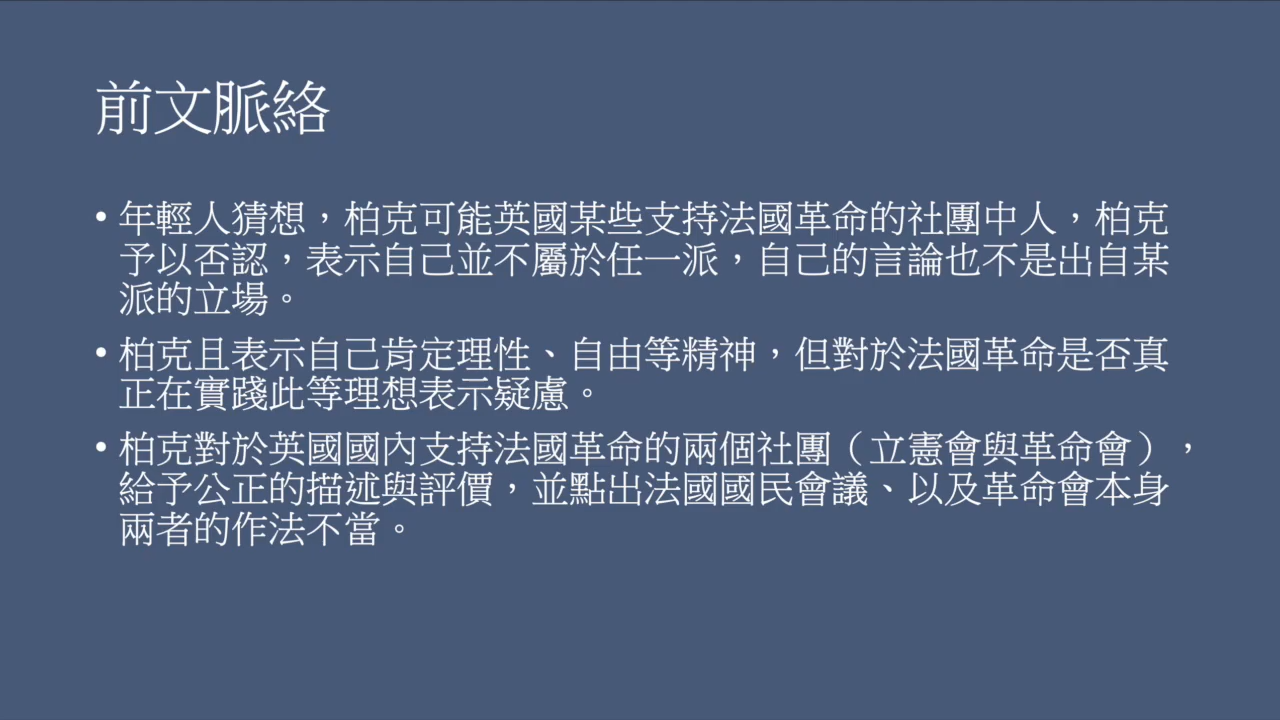 前文脈絡
• 年輕人猜想，柏克可能英國某些支持法國革命的社團中人，柏克
予以否認，表示自己並不屬於任一派，自己的言論也不是出自某
派的立場。
• 柏克且表示自己肯定理性、自由等精神，但對於法國革命是否真
正在實踐此等理想表示疑慮。
• 柏克對於英國國內支持法國革命的兩個社團（立憲會與革命會），
給予公正的描述與評價，並點出法國國民會議、以及革命會本身
兩者的作法不當。